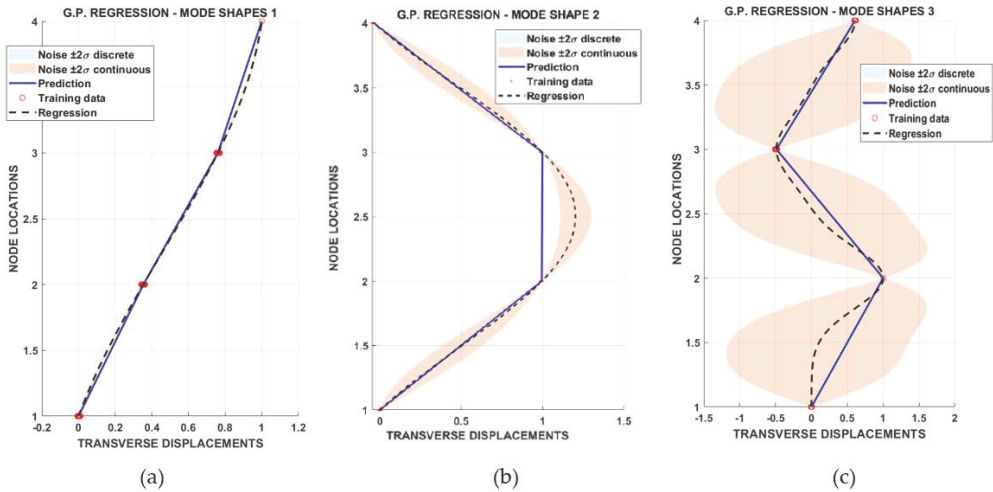 G.P. REGRESSION - MODE SHAPES 1
Noise ±2σ discrete
Noise ±2σ continuous
Prediction
Training data
Regression
NODE LOCATIONS
4
3
2.5
2
1.5
1
-0.2
0
0.2
0.4
0.6
0.8
1
1.2
TRANSVERSE DISPLACEMENTS
(a)
G.P. REGRESSION - MODE SHAPE 2
Noise ±2σ discrete
Noise ±2σ continuous
Prediction
Training data
Regression
NODE LOCATIONS
4
3.5
3
2.5
2
1.5
1
0
0.5
1
1.5
TRANSVERSE DISPLACEMENTS
(b)
G.P. REGRESSION - MODE SHAPES 3
Noise ±2σ discrete
Noise ±2σ continuous
Prediction
Training data
Regression
NODE LOCATIONS
4
3.5
3
2.5
2
1.5
1
-1.5
-1
-0.5
0
0.5
1
1.5
2
TRANSVERSE DISPLACEMENTS
(c)